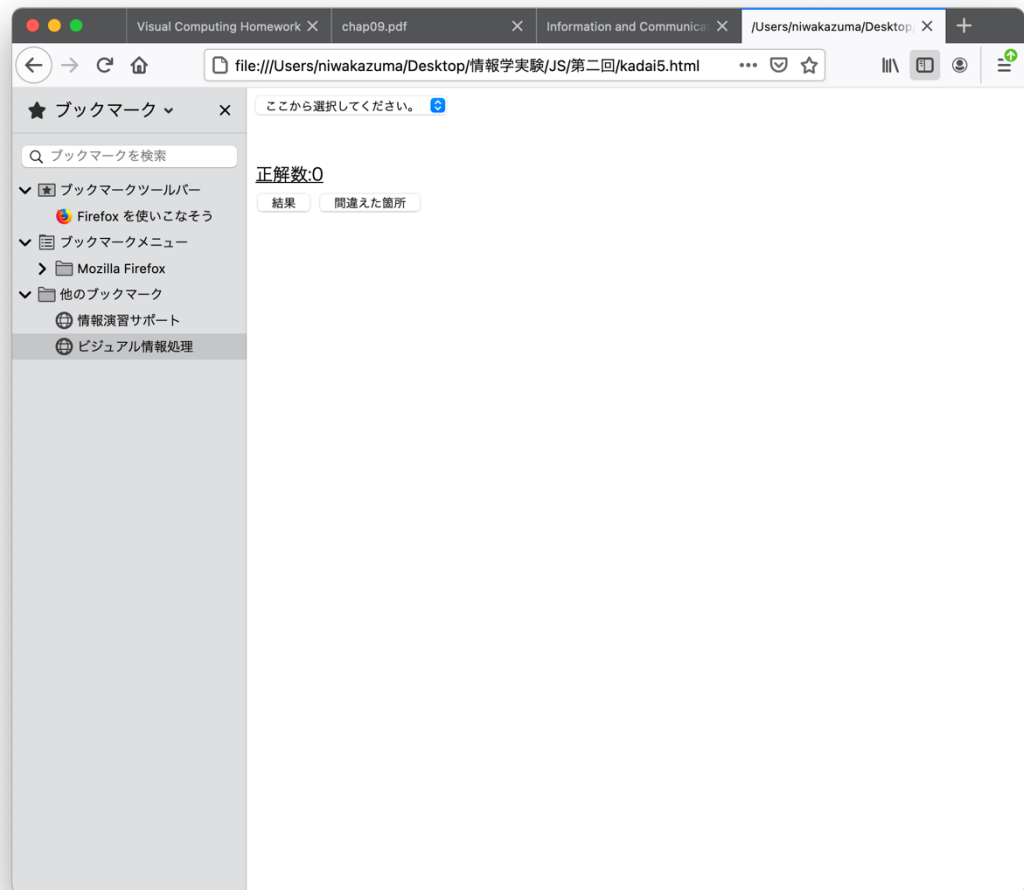 Visual Computing Homework
chap09.pdf
Information and Communica
/Users/niwakazuma/Desktop/
file:///Users/niwakazuma/Desktop/情報学実験/JS/第二回/kadai5.html
ブックマーク
ここから選択してください。
ブックマークを検索
正解数:0
ブックマークツールバー
結果
間違えた箇所
Firefox を使いこなそう
ブックマークメニュー
Mozilla Firefox
他のブックマーク
情報演習サポート
ビジュアル情報処理